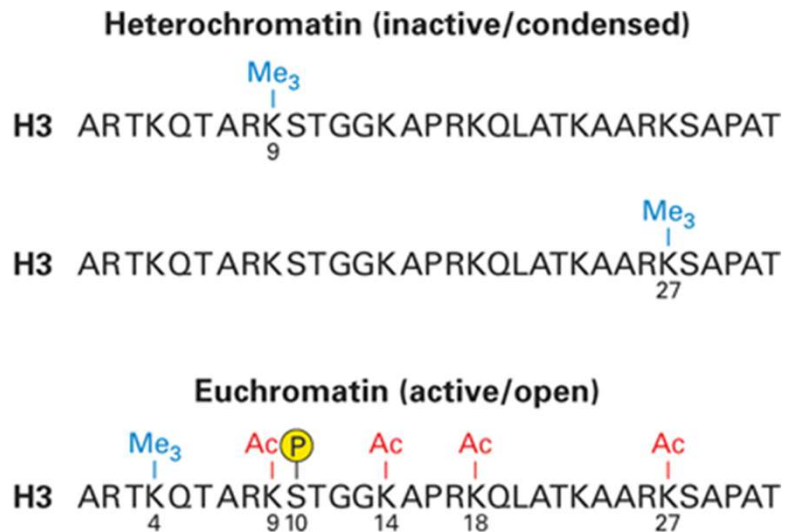 Heterochromatin (inactive/condensed)
Me3
H3 ARTKQTARKSTGGKAPRKQLATKAARKSAPAT
9
Me3
H3 ARTKQTARKSTGGKAPRKQLATKAARKSAPAT
27
Euchromatin (active/open)
Me3 Ac P Ac Ac Ac
H3 ARTKQTARKSTGGKAPRKQLATKAARKSAPAT
4 9 10 14 18 27